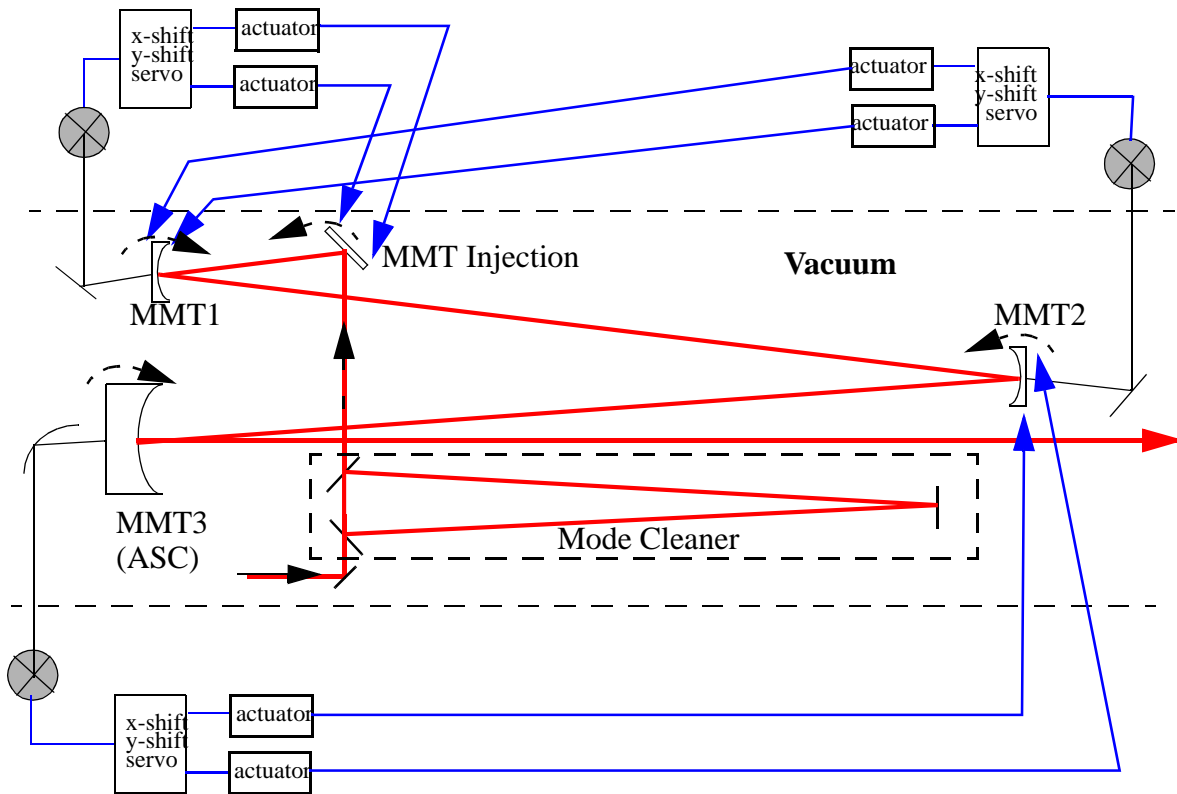 x-shift
y-shift
servo
actuator
actuator
actuator
actuator
x-shift
y-shift
servo
MMT Injection
Vacuum
MMT1
MMT2
MMT3
(ASC)
Mode Cleaner
x-shift
y-shift
servo
actuator
actuator